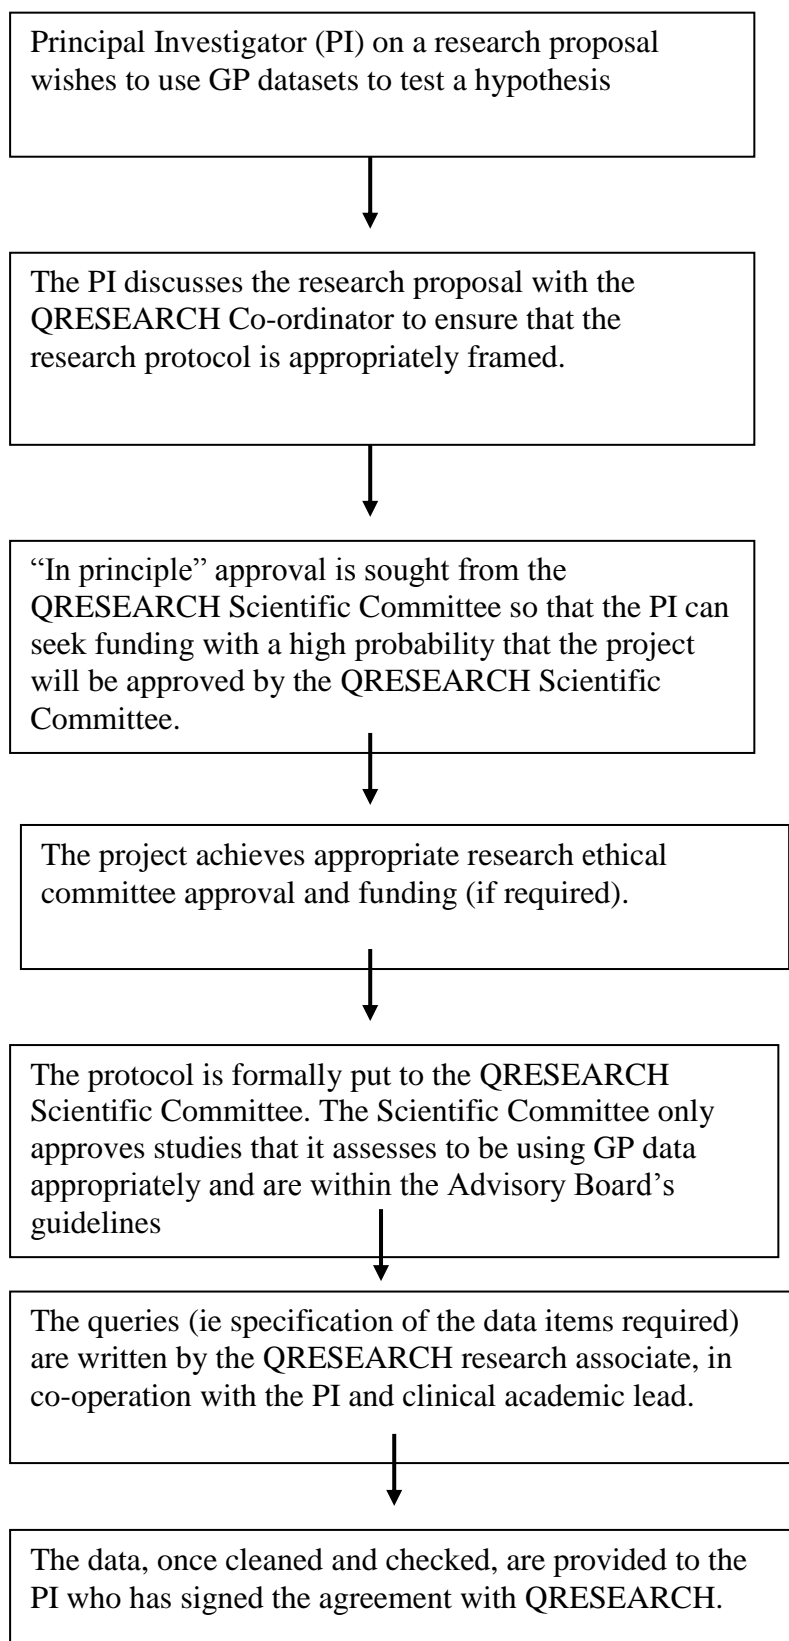 Principal Investigator (PI) on a research proposal
wishes to use GP datasets to test a hypothesis
The PI discusses the research proposal with the
QRESEARCH Co-ordinator to ensure that the
research protocol is appropriately framed.
“In principle” approval is sought from the
QRESEARCH Scientific Committee so that the PI can
seek funding with a high probability that the project
will be approved by the QRESEARCH Scientific
Committee.
The project achieves appropriate research ethical
committee approval and funding (if required).
The protocol is formally put to the QRESEARCH
Scientific Committee. The Scientific Committee only
approves studies that it assesses to be using GP data
appropriately and are within the Advisory Board’s
guidelines
The queries (ie specification of the data items required)
are written by the QRESEARCH research associate, in
co-operation with the PI and clinical academic lead.
The data, once cleaned and checked, are provided to the
PI who has signed the agreement with QRESEARCH.